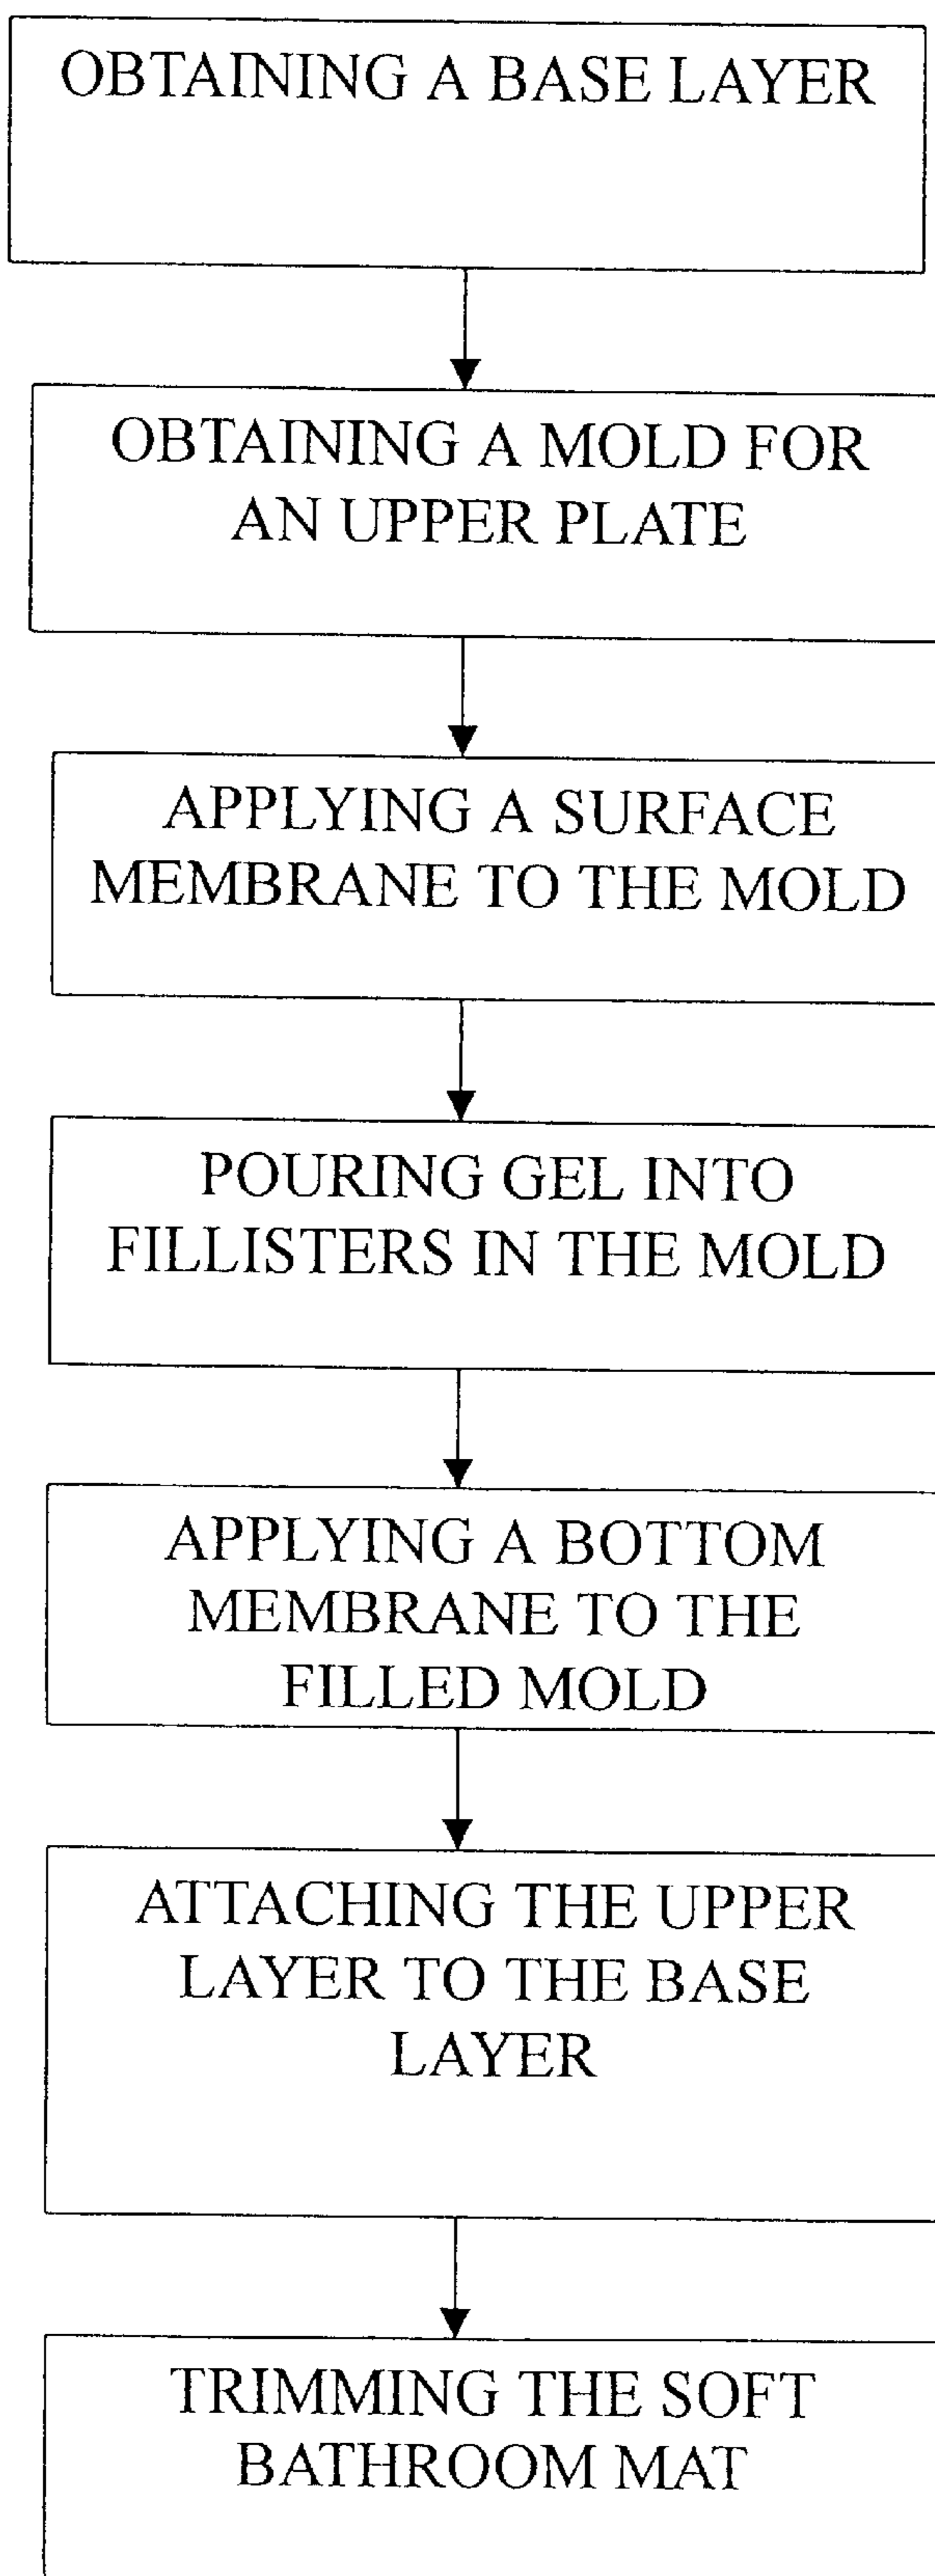 OBTAINING A BASE LAYER
OBTAINING A MOLD FOR
AN UPPER PLATE
APPLYING A SURFACE
MEMBRANE TO THE MOLD
POURING GEL INTO
FILLISTERS IN THE MOLD
APPLYING A BOTTOM
MEMBRANE TO THE
FILLED MOLD
ATTACHING THE UPPER
LAYER TO THE BASE
LAYER
TRIMMING THE SOFT
BATHROOM MAT